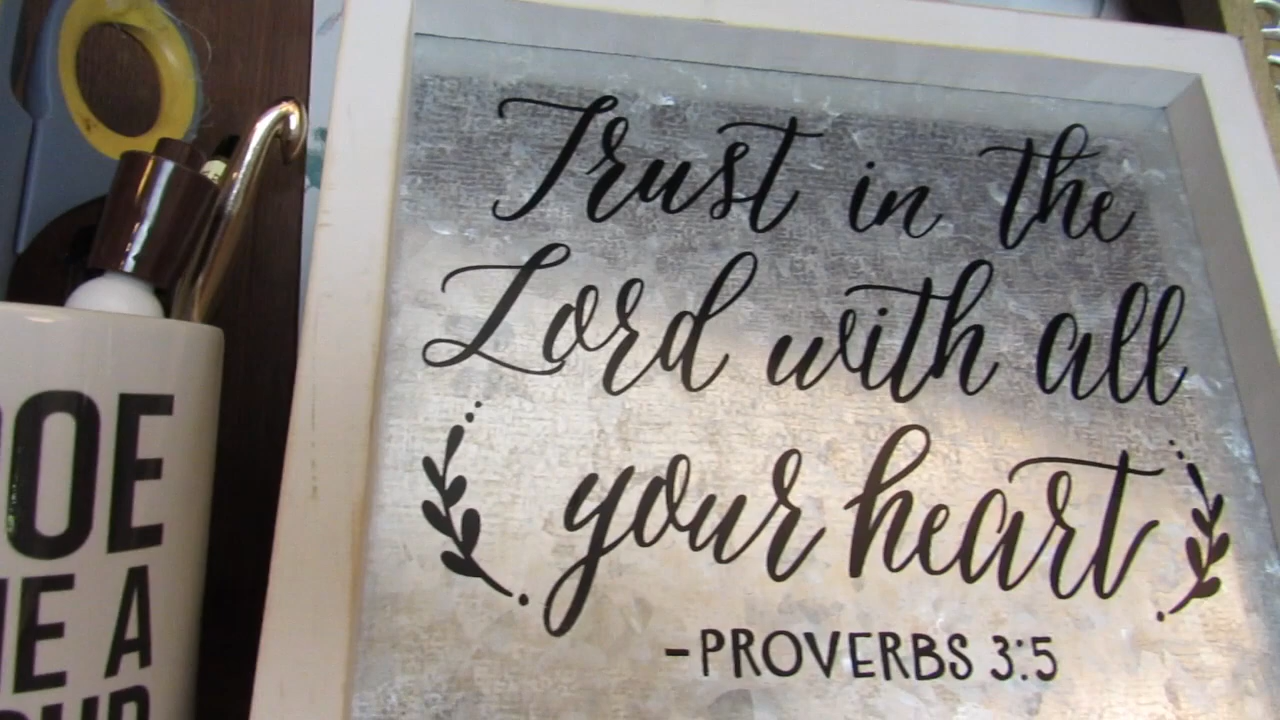 Trust in the
Lord with all
your heart
-PROVERBS 3:5
OE
A